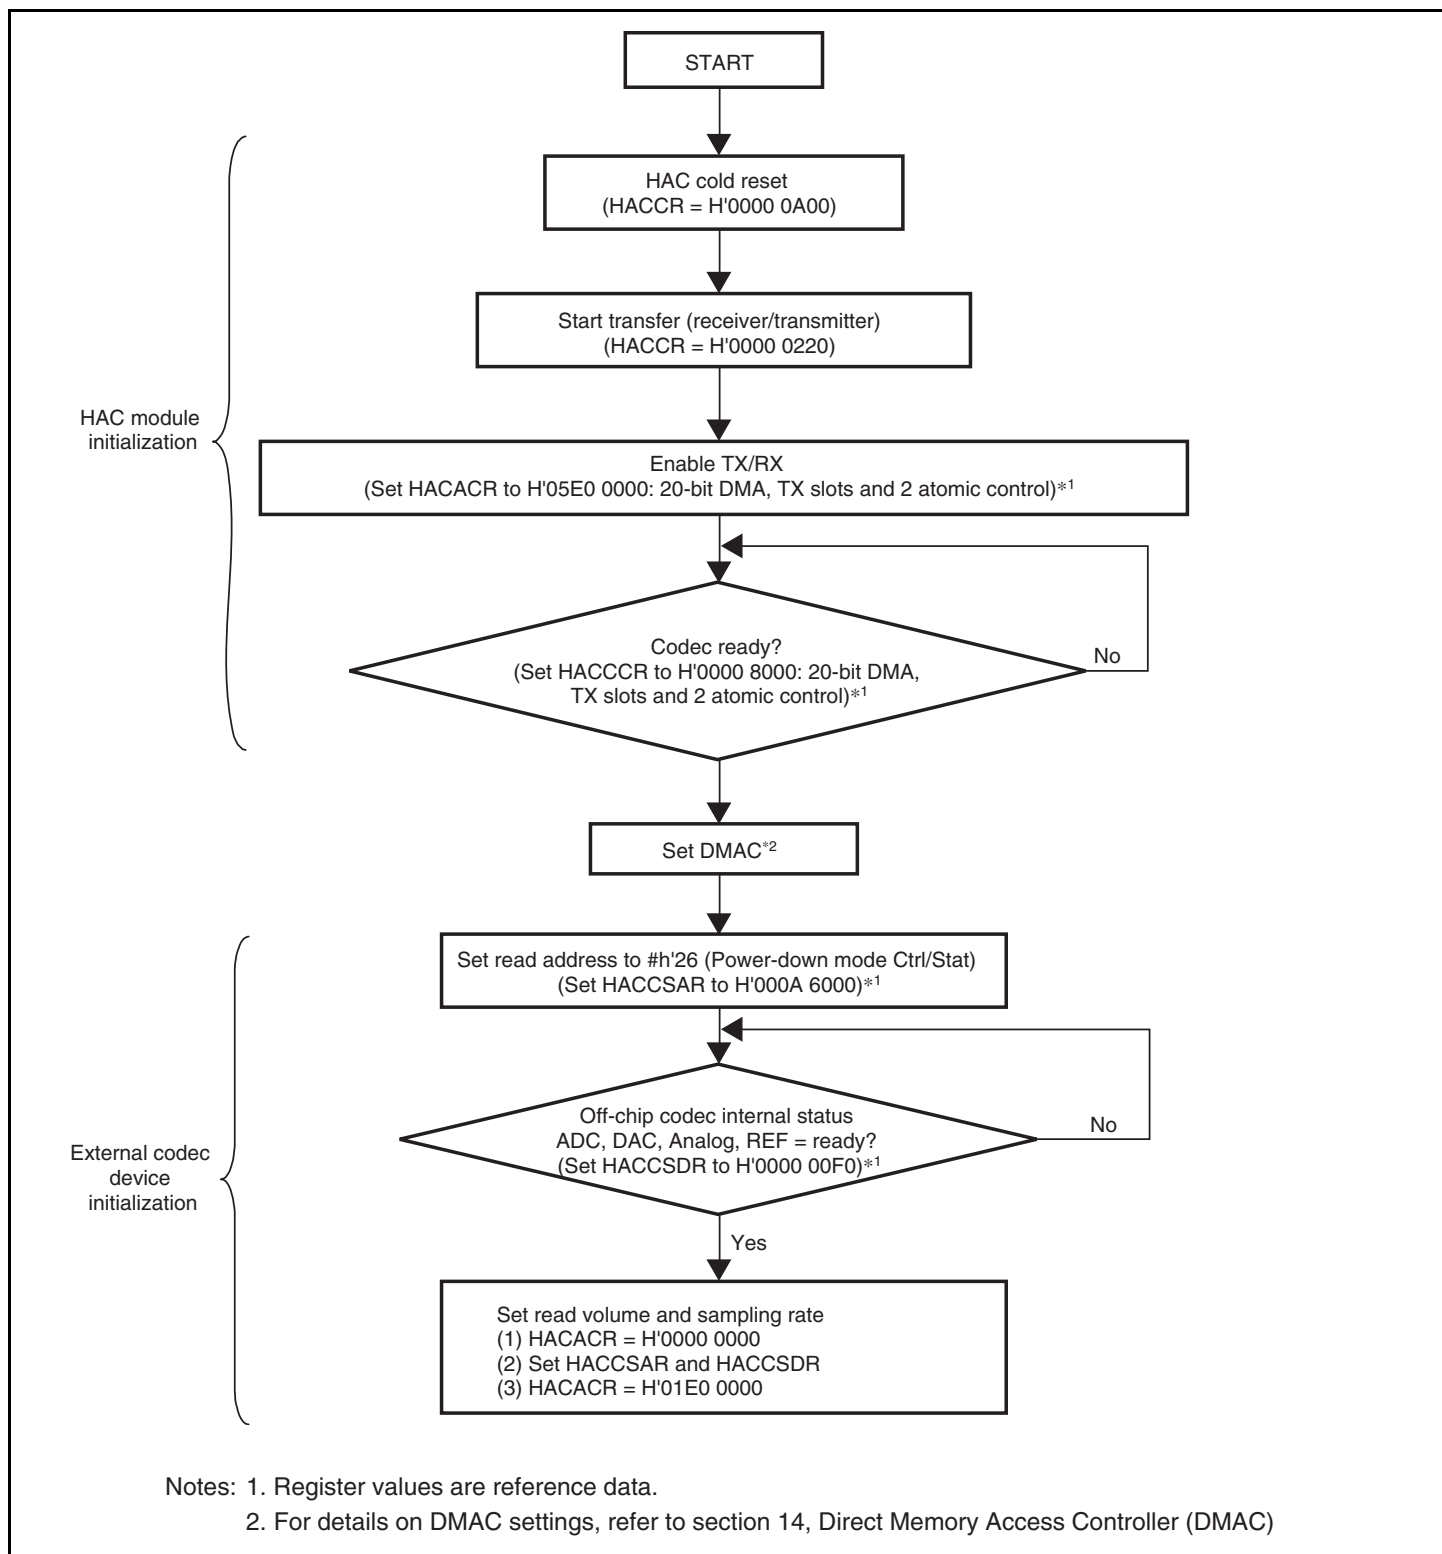 START
HAC cold reset
(HACCR = H'0000 0A00)
Start transfer (receiver/transmitter)
(HACCR = H'0000 0220)
HAC module
initialization
Enable TX/RX
(Set HACACR to H'05E0 0000: 20-bit DMA, TX slots and 2 atomic control)*1
Codec ready?
(Set HACCCR to H'0000 8000: 20-bit DMA,
TX slots and 2 atomic control)*1
No
Set DMAC*2
Set read address to #h'26 (Power-down mode Ctrl/Stat)
(Set HACCSAR to H'000A 6000)*1
External codec
device
initialization
Off-chip codec internal status
ADC, DAC, Analog, REF = ready?
(Set HACCSDR to H'0000 00F0)*1
No
Yes
Set read volume and sampling rate
(1) HACACR = H'0000 0000
(2) Set HACCSAR and HACCSDR
(3) HACACR = H'01E0 0000
Notes: 1. Register values are reference data.
2. For details on DMAC settings, refer to section 14, Direct Memory Access Controller (DMAC)